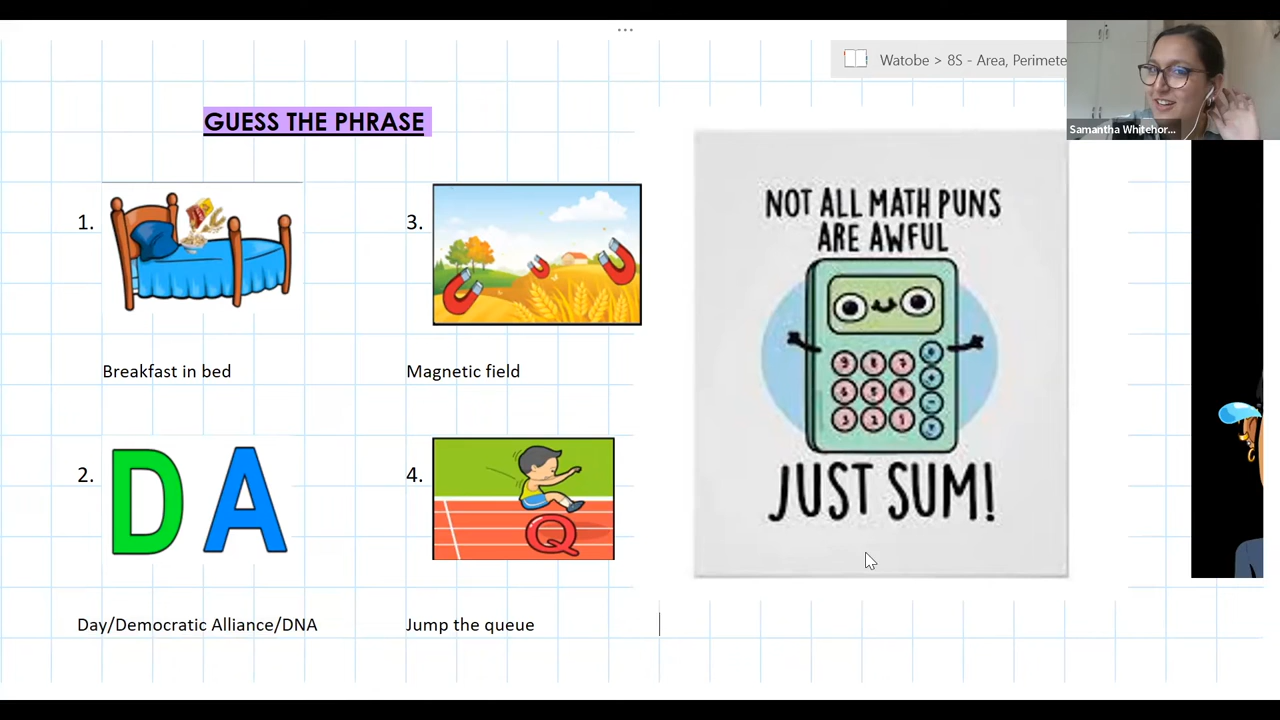 Watobe > 8S - Area, Perimete
Samantha Whitehor...
GUESS THE PHRASE
1.
Breakfast in bed
2.
D A
Day/Democratic Alliance/DNA
3.
Magnetic field
4.
Q
Jump the queue
NOT ALL MATH PUNS
ARE AWFUL
JUST SUM!